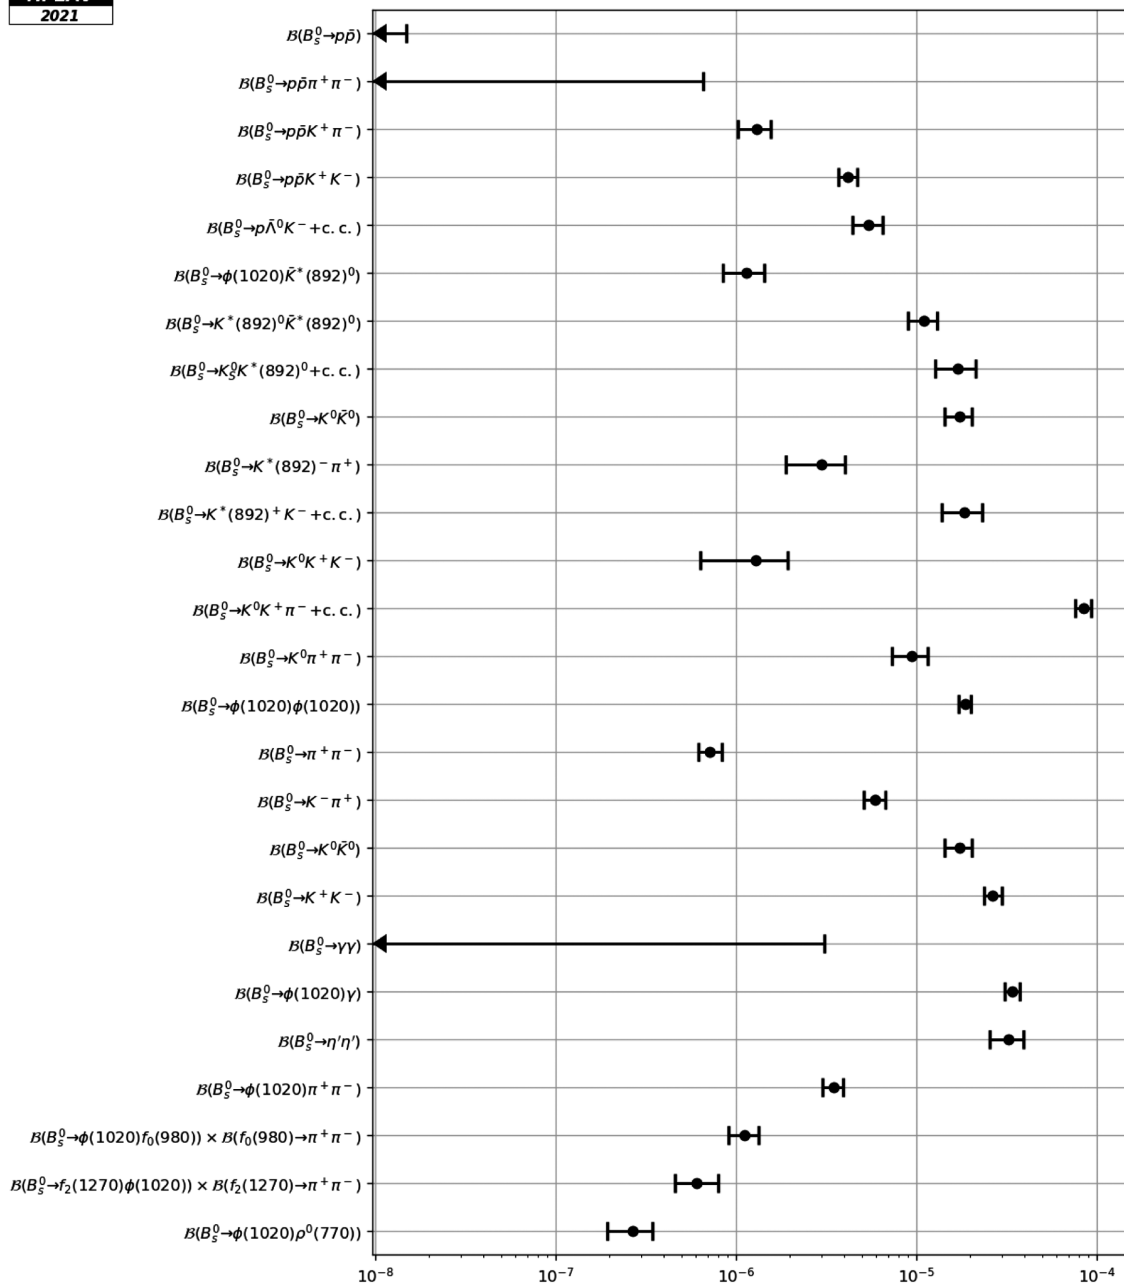 2021
ℬ(B⁰ₛ→pp̄)
ℬ(B⁰ₛ→pp̄π⁺π⁻)
ℬ(B⁰ₛ→pp̄K⁺π⁻)
ℬ(B⁰ₛ→pp̄K⁺K⁻)
ℬ(B⁰ₛ→pΛ̄⁰K⁻+c.c.)
ℬ(B⁰ₛ→ϕ(1020)K̄*(892)⁰)
ℬ(B⁰ₛ→K*(892)⁰K̄*(892)⁰)
ℬ(B⁰ₛ→K⁰_SK*(892)⁰+c.c.)
ℬ(B⁰ₛ→K⁰K̄⁰)
ℬ(B⁰ₛ→K*(892)⁻π⁺)
ℬ(B⁰ₛ→K*(892)⁺K⁻+c.c.)
ℬ(B⁰ₛ→K⁰K⁺K⁻)
ℬ(B⁰ₛ→K⁰K⁺π⁻+c.c.)
ℬ(B⁰ₛ→K⁰π⁺π⁻)
ℬ(B⁰ₛ→ϕ(1020)ϕ(1020))
ℬ(B⁰ₛ→π⁺π⁻)
ℬ(B⁰ₛ→K⁻π⁺)
ℬ(B⁰ₛ→K⁰K̄⁰)
ℬ(B⁰ₛ→K⁺K⁻)
ℬ(B⁰ₛ→γγ)
ℬ(B⁰ₛ→ϕ(1020)γ)
ℬ(B⁰ₛ→η′η′)
ℬ(B⁰ₛ→ϕ(1020)π⁺π⁻)
ℬ(B⁰ₛ→ϕ(1020)f₀(980)) × ℬ(f₀(980)→π⁺π⁻)
ℬ(B⁰ₛ→f₂(1270)ϕ(1020)) × ℬ(f₂(1270)→π⁺π⁻)
ℬ(B⁰ₛ→ϕ(1020)ρ⁰(770))
10⁻⁸ 10⁻⁷ 10⁻⁶ 10⁻⁵ 10⁻⁴